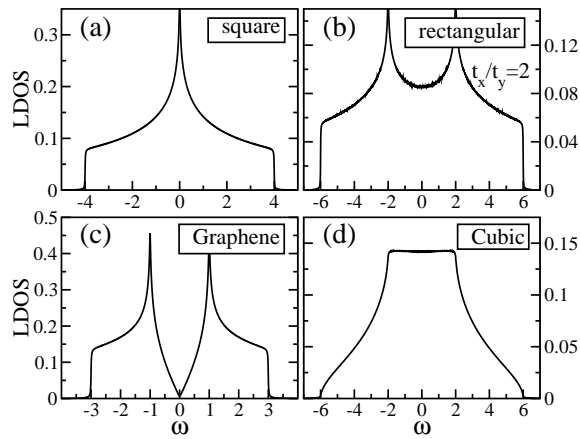 (a) square
LDOS
0.3
0.2
0.1
0
-4 -2 0 2 4
(b) rectangular
t_x/t_y=2
0.12
0.08
0.04
-6 -4 -2 0 2 4 6
(c) Graphene
LDOS
0.5
0.4
0.3
0.2
0.1
0
-3 -2 -1 0 1 2 3
ω
(d) Cubic
0.15
0.1
0.05
0
-6 -4 -2 0 2 4 6
ω